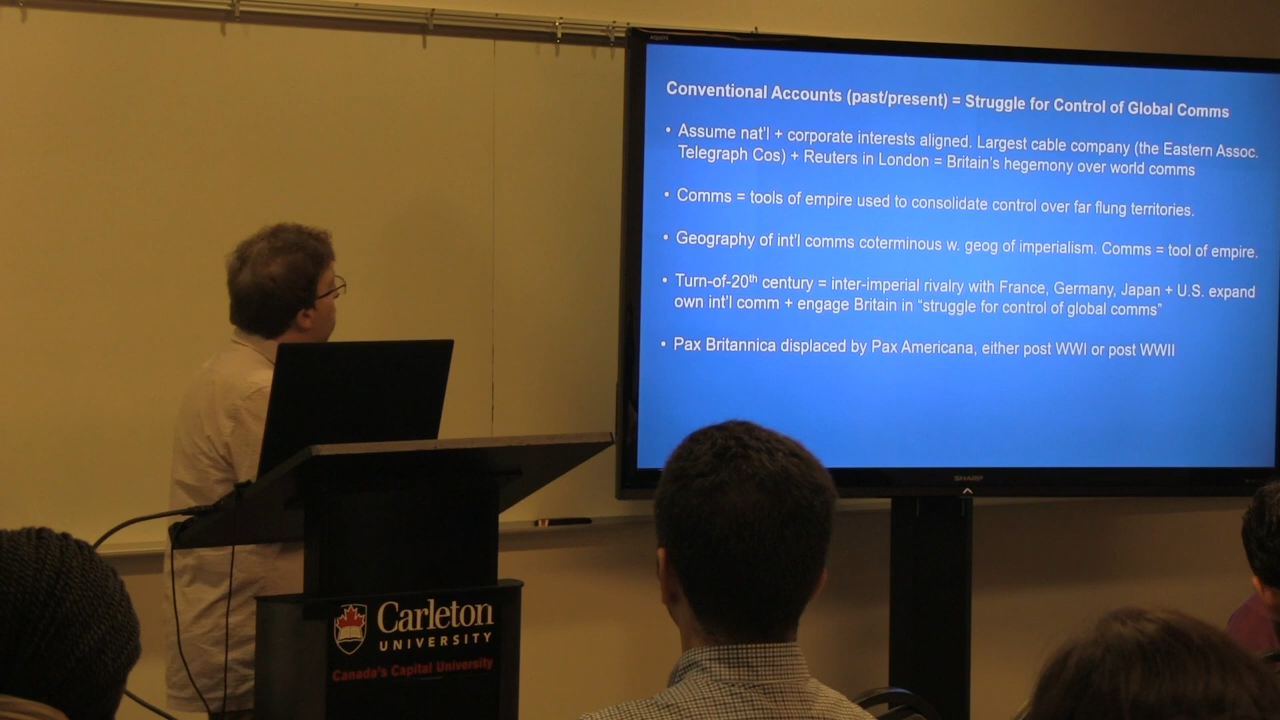 Conventional Accounts (past/present) = Struggle for Control of Global Comms
• Assume nat'l + corporate interests aligned. Largest cable company (the Eastern Assoc.
Telegraph Cos) + Reuters in London = Britain's hegemony over world comms
• Comms = tools of empire used to consolidate control over far flung territories.
• Geography of int'l comms coterminous w. geog of imperialism. Comms = tool of empire.
• Turn-of-20th century = inter-imperial rivalry with France, Germany, Japan + U.S. expand
own int'l comm + engage Britain in "struggle for control of global comms"
• Pax Britannica displaced by Pax Americana, either post WWI or post WWII
SHARP
Carleton
UNIVERSITY
Canada's Capital University